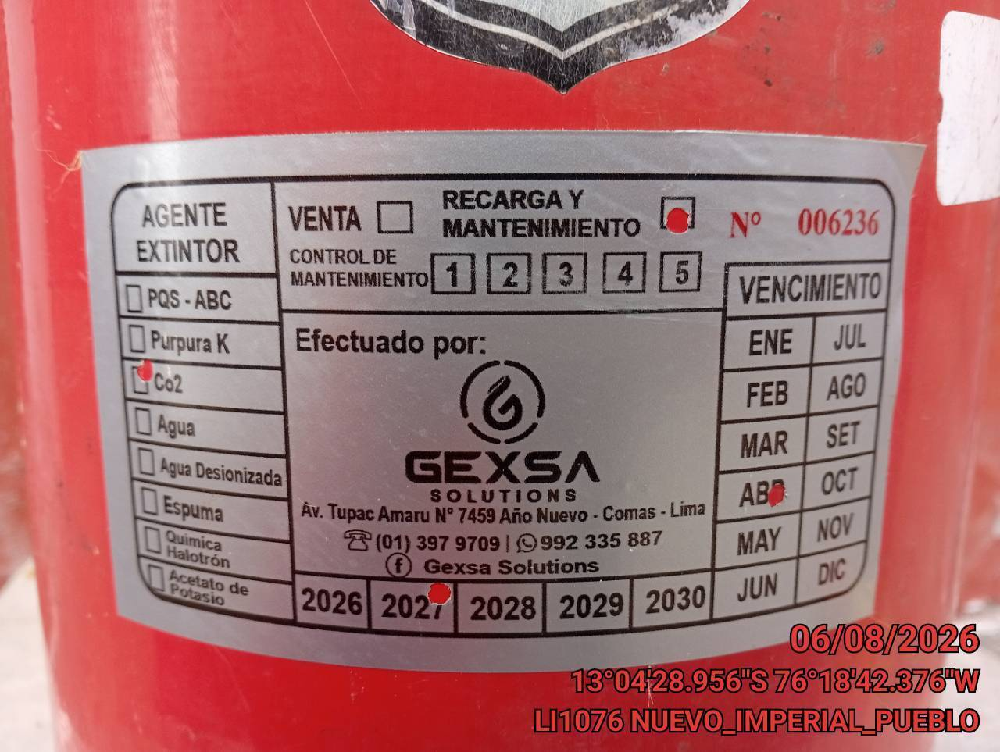 AGENTE
EXTINTOR
PQS - ABC
Purpura K
Co2
Agua
Agua Desionizada
Espuma
Quimica
Halotrón
Acetato de
Potasio
VENTA
RECARGA Y
MANTENIMIENTO
Nº 006236
CONTROL DE
MANTENIMIENTO 1 2 3 4 5
Efectuado por:
GEXSA
SOLUTIONS
Av. Tupac Amaru N° 7459 Año Nuevo - Comas - Lima
(01) 397 9709 | 992 335 887
f Gexsa Solutions
2026 2027 2028 2029 2030
VENCIMIENTO
ENE JUL
FEB AGO
MAR SET
ABR OCT
MAY NOV
JUN DIC
06/08/2026
13°04'28.956"S 76°18'42.376"W
LI1076 NUEVO_IMPERIAL_PUEBLO